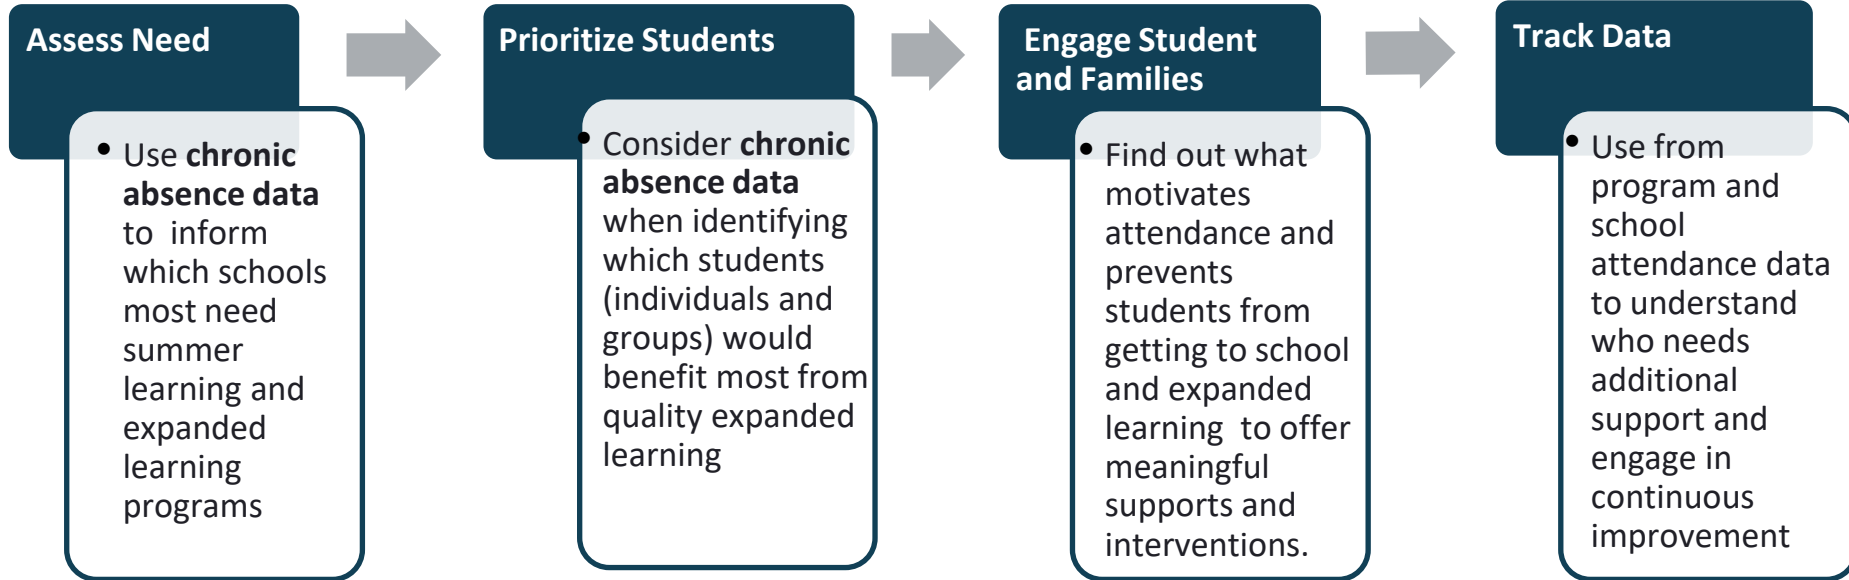 Assess Need
• Use chronic
absence data
to inform
which schools
most need
summer
learning and
expanded
learning
programs
Prioritize Students
• Consider chronic
absence data
when identifying
which students
(individuals and
groups) would
benefit most from
quality expanded
learning
Engage Student
and Families
• Find out what
motivates
attendance and
prevents
students from
getting to school
and expanded
learning to offer
meaningful
supports and
interventions.
Track Data
• Use from
program and
school
attendance data
to understand
who needs
additional
support and
engage in
continuous
improvement